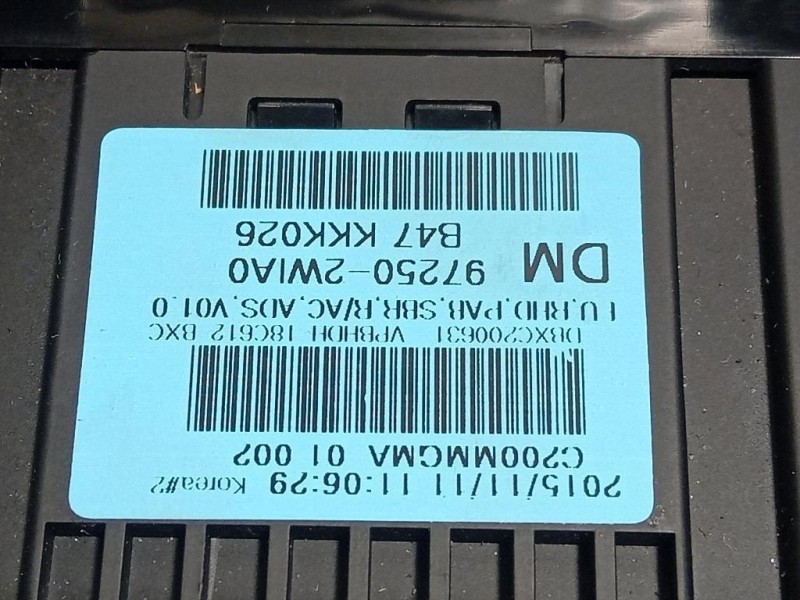 2015/11/11 11:06:29 Korea#2
C200MMGMA 01 002
DBXC200631 VPBHDH-18C612-BXC
RHD,PAB,SBR,R/AC,ADS,V01.0
DM 97250-2WIA0
B47 KKK026